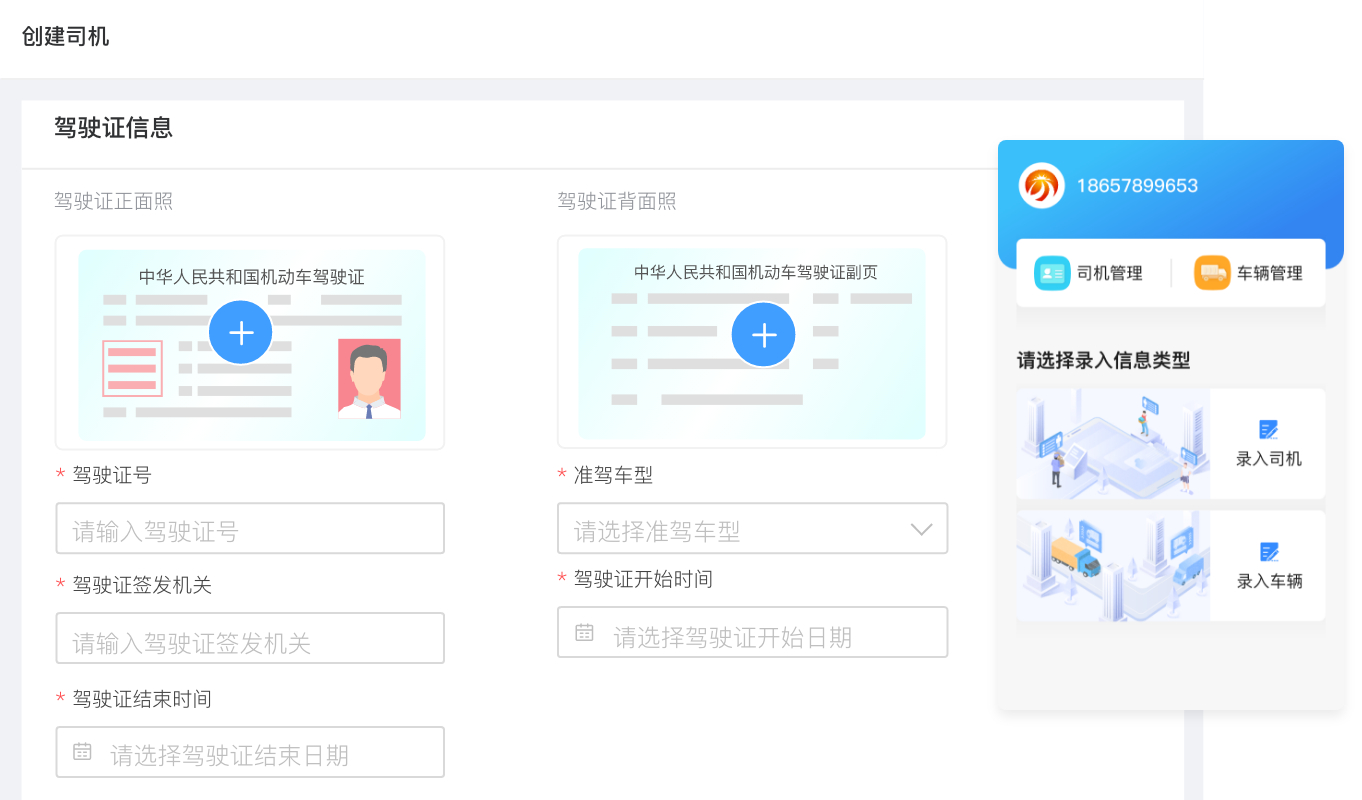 创建司机
驾驶证信息
驾驶证正面照
驾驶证背面照
中华人民共和国机动车驾驶证
中华人民共和国机动车驾驶证副页
* 驾驶证号
* 准驾车型
请输入驾驶证号
请选择准驾车型
* 驾驶证签发机关
* 驾驶证开始时间
请输入驾驶证签发机关
请选择驾驶证开始日期
* 驾驶证结束时间
请选择驾驶证结束日期
18657899653
司机管理
车辆管理
请选择录入信息类型
录入司机
录入车辆